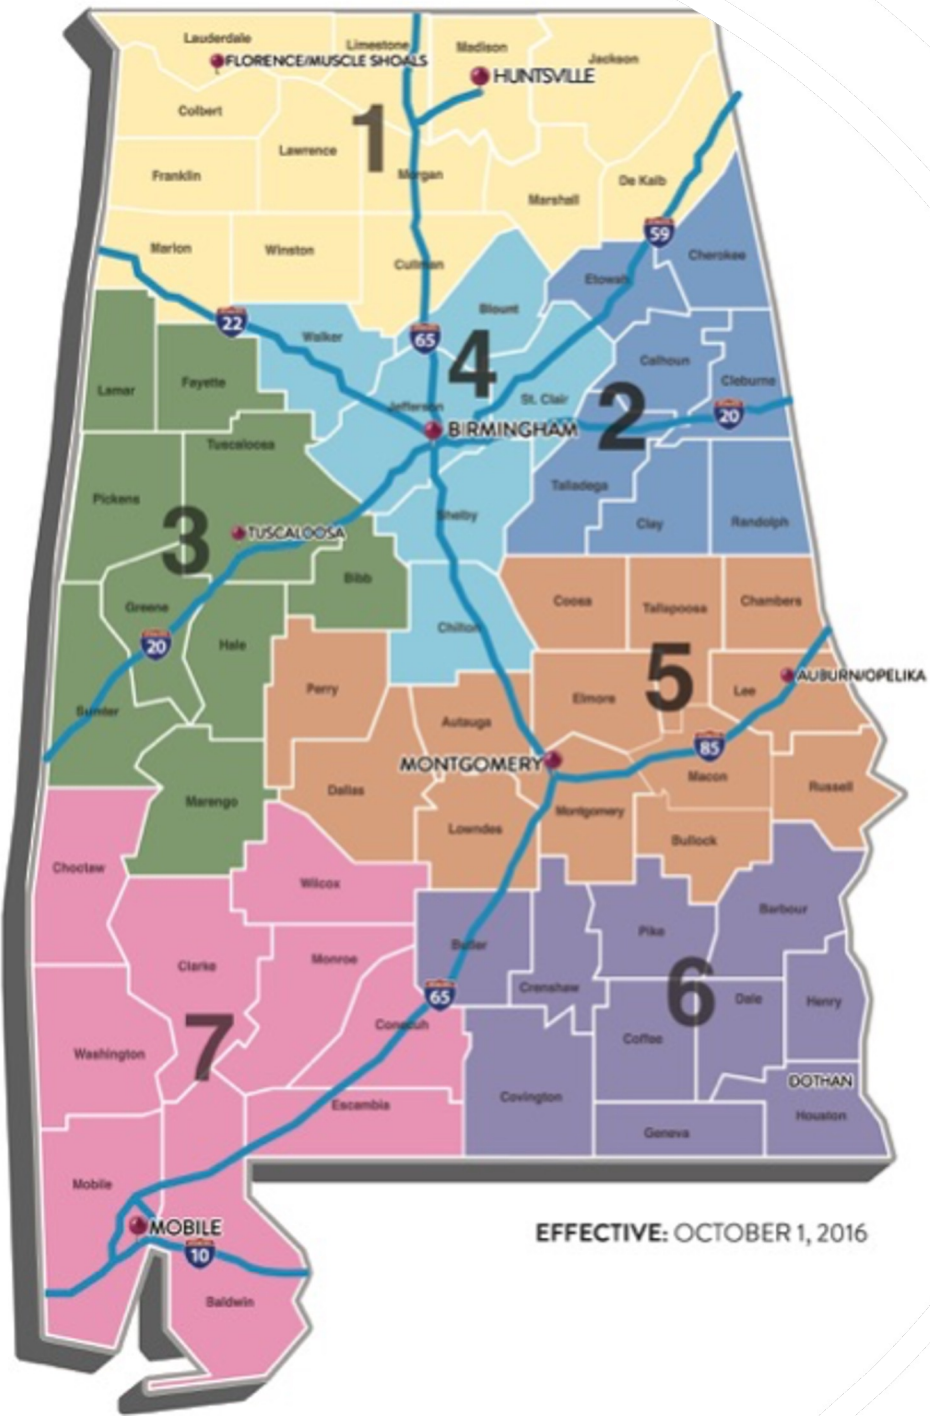 Lauderdale
Limestone
Madison
Jackson
FLORENCE/MUSCLE SHOALS
HUNTSVILLE
Colbert
1
Lawrence
Franklin
Morgan
De Kalb
Marshall
59
Marion
Winston
Cullman
Cherokee
Etowah
Blount
22
65
Walker
4
Calhoun
Lamar
Fayette
Cleburne
Jefferson
St. Clair
2
20
BIRMINGHAM
Tuscaloosa
Pickens
Talladega
Shelby
Clay
Randolph
3
TUSCALOOSA
Bibb
Greene
Coosa
Tallapoosa
Chambers
Chilton
20
Hale
5
AUBURN/OPELIKA
Perry
Elmore
Lee
Sumter
Autauga
85
MONTGOMERY
Macon
Dallas
Russell
Marengo
Montgomery
Lowndes
Bullock
Choctaw
Wilcox
Barbour
Pike
Butler
Monroe
Clarke
6
Crenshaw
65
Dale
Henry
7
Conecuh
Coffee
Washington
DOTHAN
Covington
Escambia
Houston
Geneva
Mobile
MOBILE
EFFECTIVE: OCTOBER 1, 2016
10
Baldwin